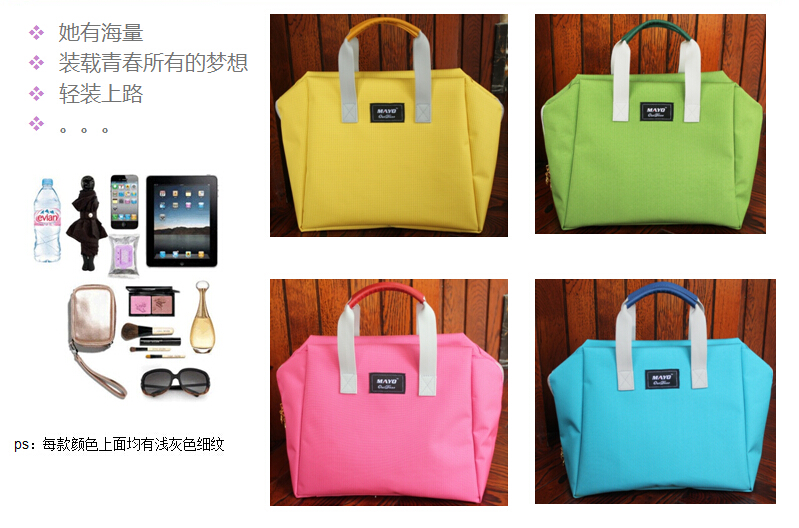 她有海量
装载青春所有的梦想
轻装上路
。。。
evian
MAYO
MAYO
MAYO
MAYO
ps：每款颜色上面均有浅灰色细纹